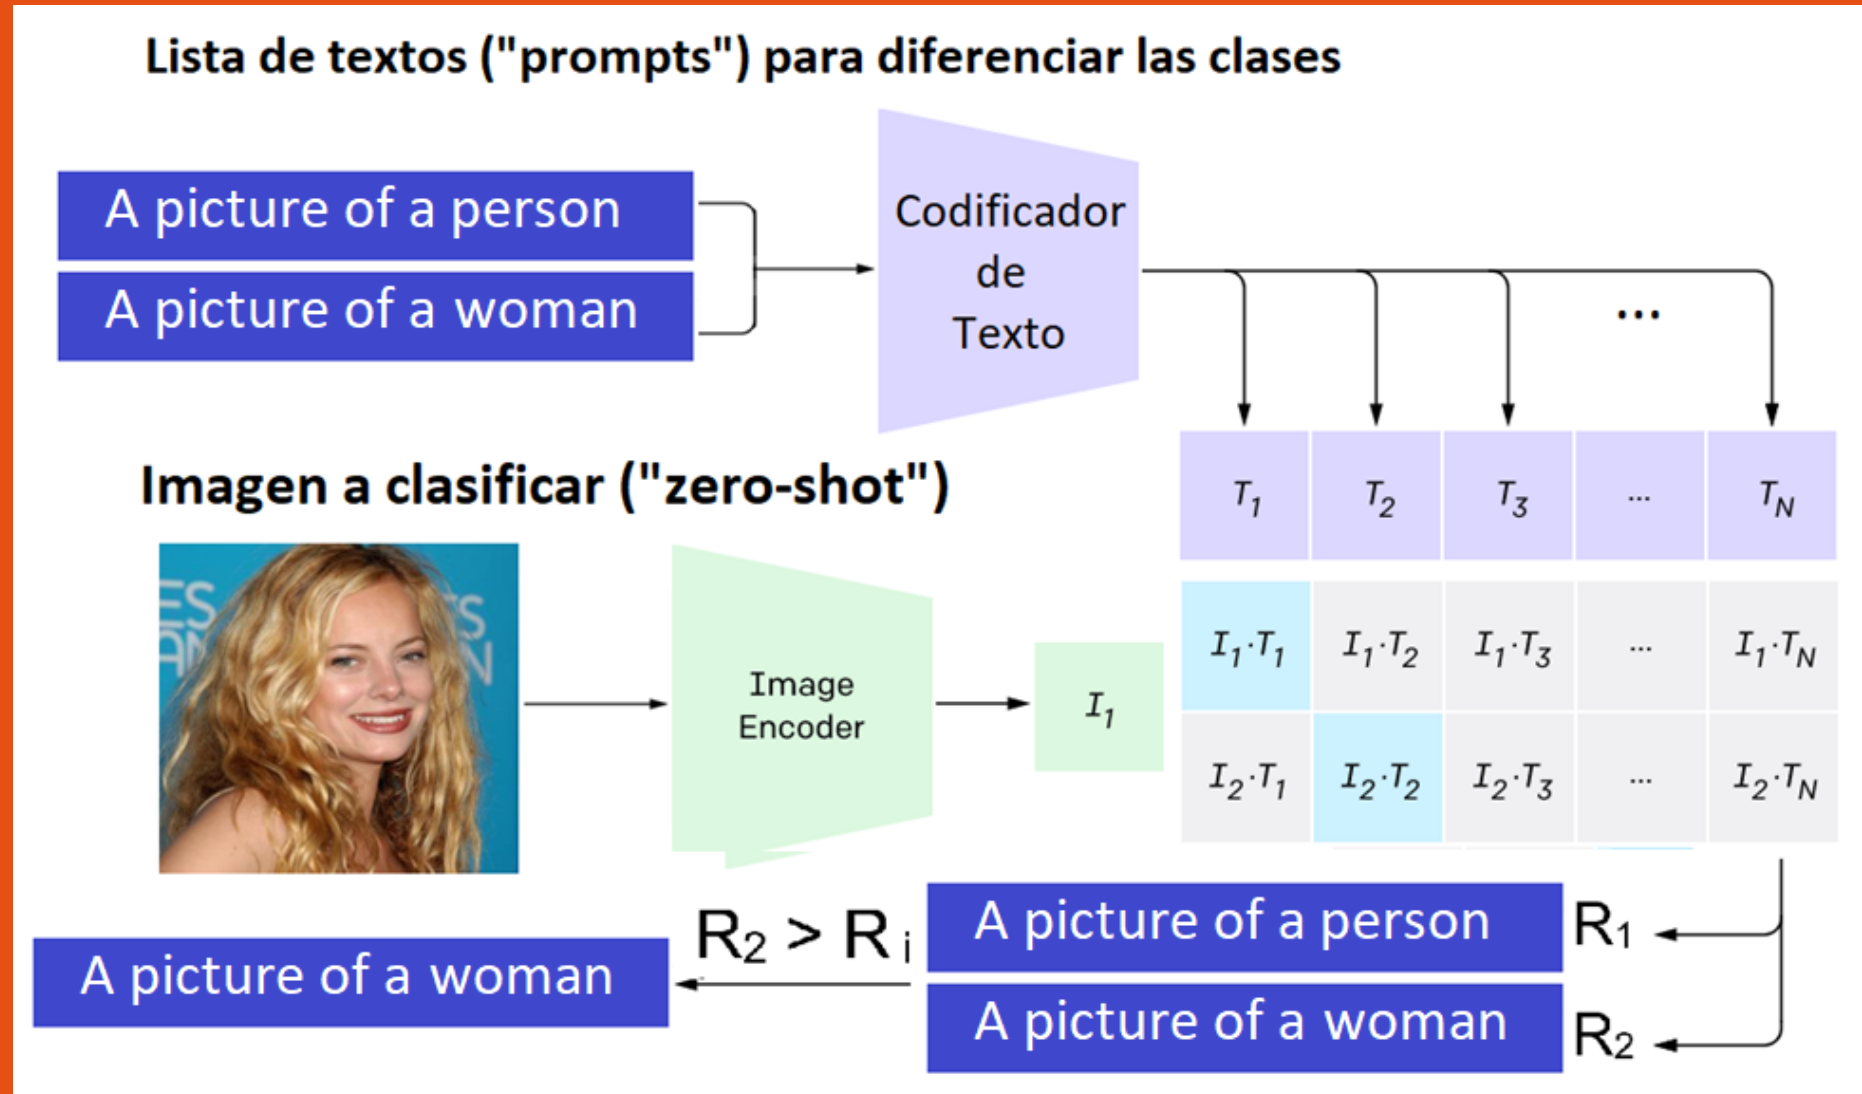 Lista de textos ("prompts") para diferenciar las clases
A picture of a person
A picture of a woman
Codificador
de
Texto
...
T1 T2 T3 ... TN
Imagen a clasificar ("zero-shot")
ES
AN
ES
N
Image
Encoder
I1
I1·T1 I1·T2 I1·T3 ... I1·TN
I2·T1 I2·T2 I2·T3 ... I2·TN
A picture of a person R1
R2 > Ri
A picture of a woman
A picture of a woman R2